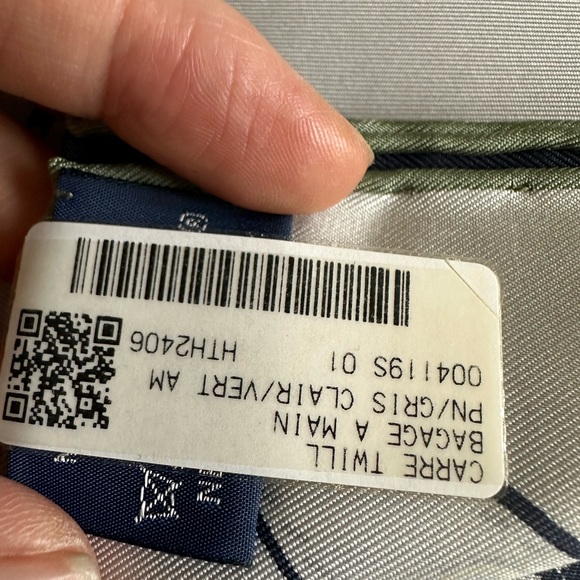 CARRE TWILL
BAGAGE A MAIN
PN/GRIS CLAIR/VERT AM
004119S 01 HTH2406